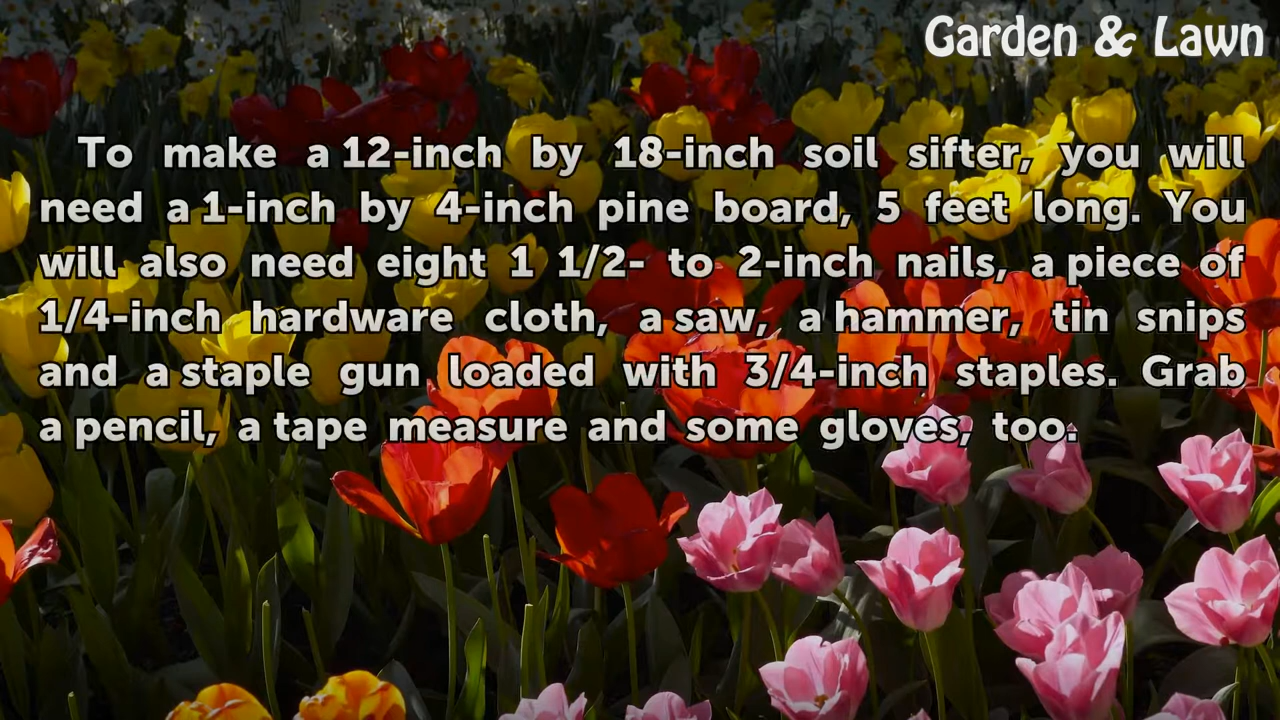 Garden & Lawn
To make a 12-inch by 18-inch soil sifter, you will
need a 1-inch by 4-inch pine board, 5 feet long. You
will also need eight 1 1/2- to 2-inch nails, a piece of
1/4-inch hardware cloth, a saw, a hammer, tin snips
and a staple gun loaded with 3/4-inch staples. Grab
a pencil, a tape measure and some gloves, too.